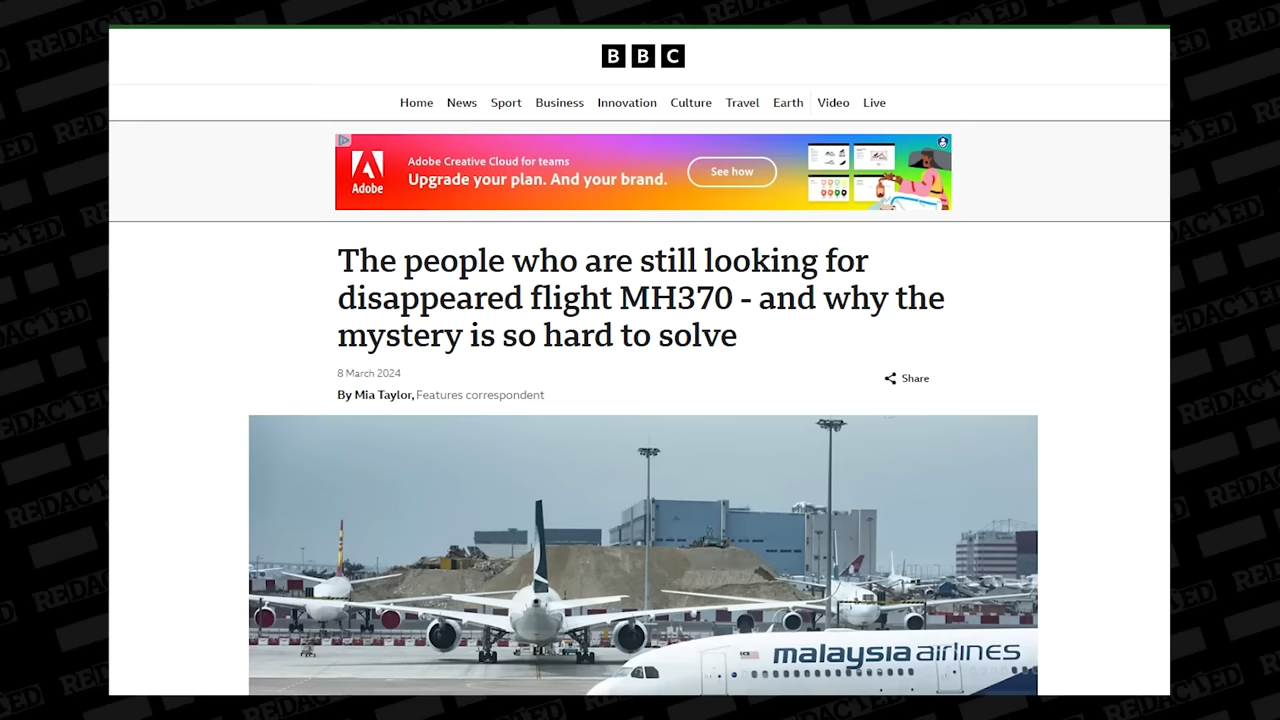 BBC
Home News Sport Business Innovation Culture Travel Earth Video Live
Adobe
Adobe Creative Cloud for teams
Upgrade your plan. And your brand.
See how
The people who are still looking for
disappeared flight MH370 - and why the
mystery is so hard to solve
8 March 2024
Share
By Mia Taylor, Features correspondent
malaysia airlines
REDACTED